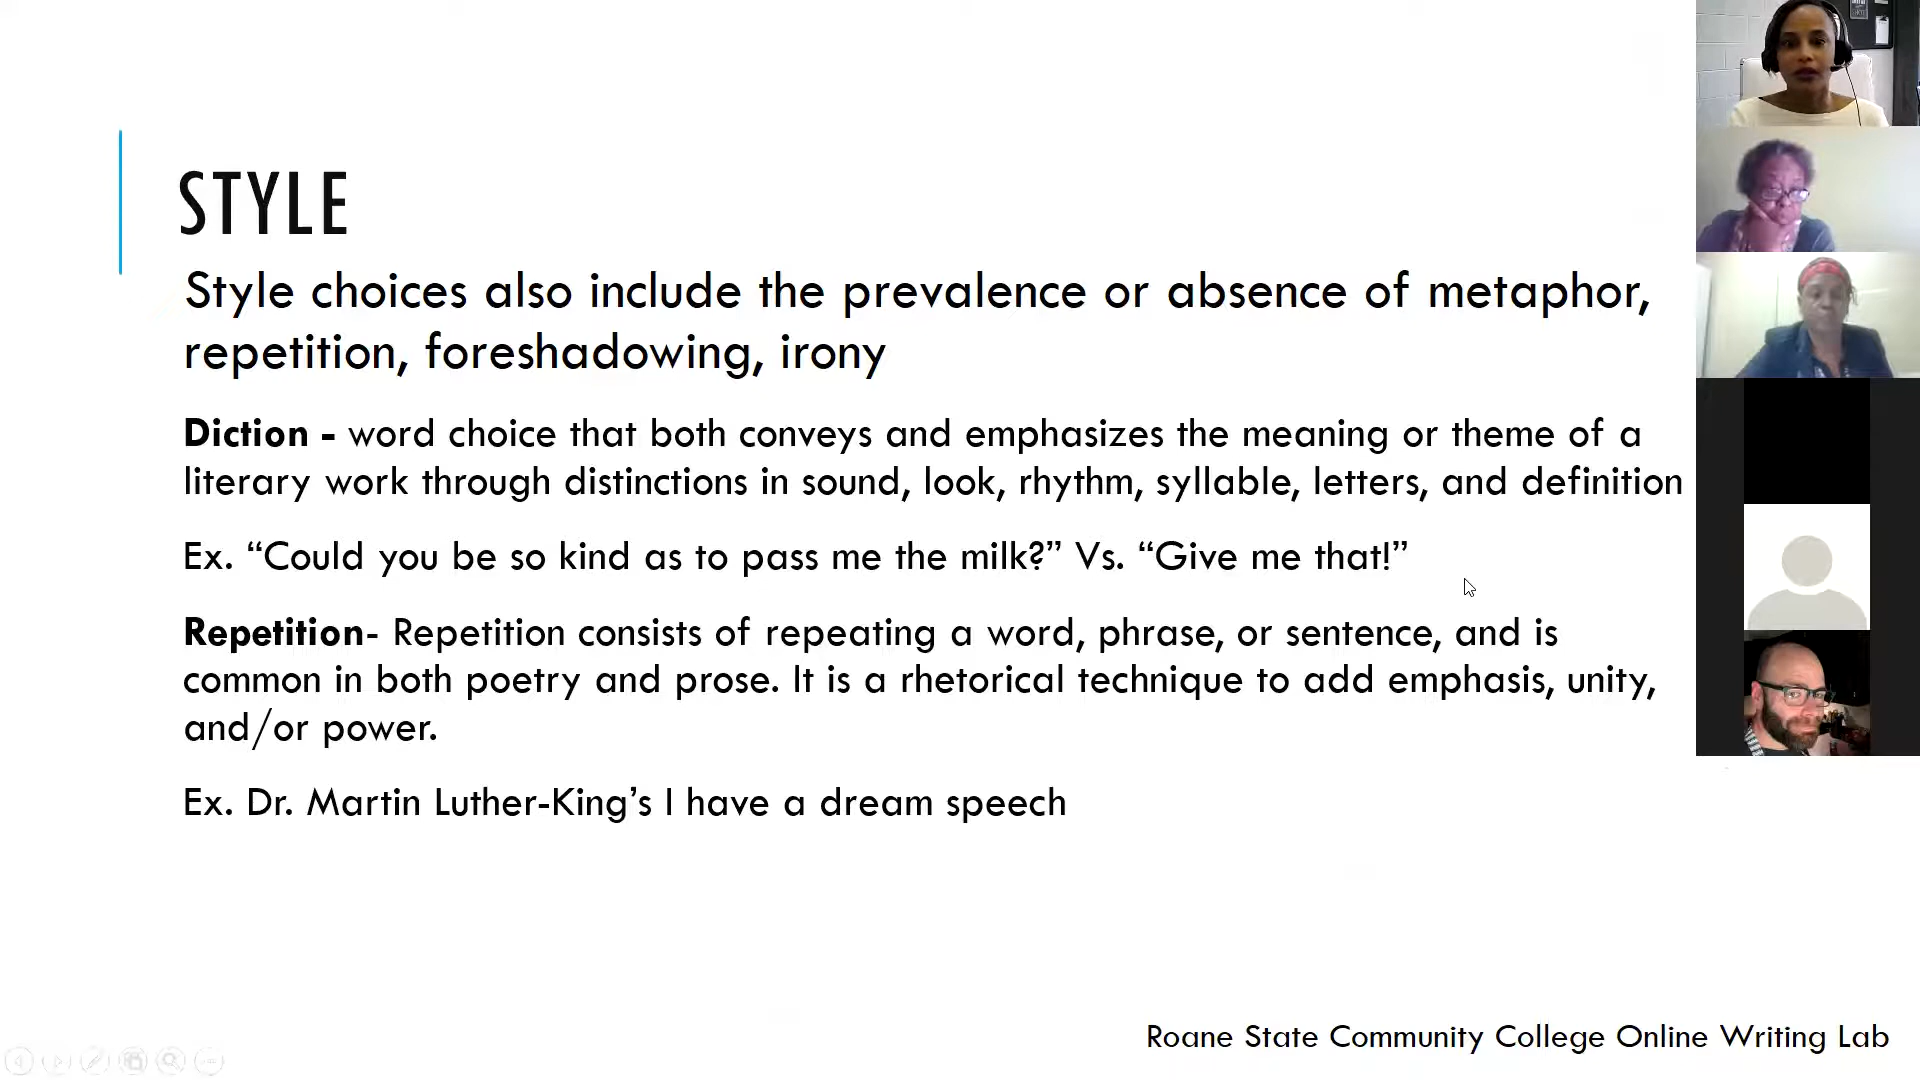 STYLE
Style choices also include the prevalence or absence of metaphor,
repetition, foreshadowing, irony
Diction - word choice that both conveys and emphasizes the meaning or theme of a
literary work through distinctions in sound, look, rhythm, syllable, letters, and definition
Ex. “Could you be so kind as to pass me the milk?” Vs. “Give me that!”
Repetition- Repetition consists of repeating a word, phrase, or sentence, and is
common in both poetry and prose. It is a rhetorical technique to add emphasis, unity,
and/or power.
Ex. Dr. Martin Luther-King’s I have a dream speech
Roane State Community College Online Writing Lab